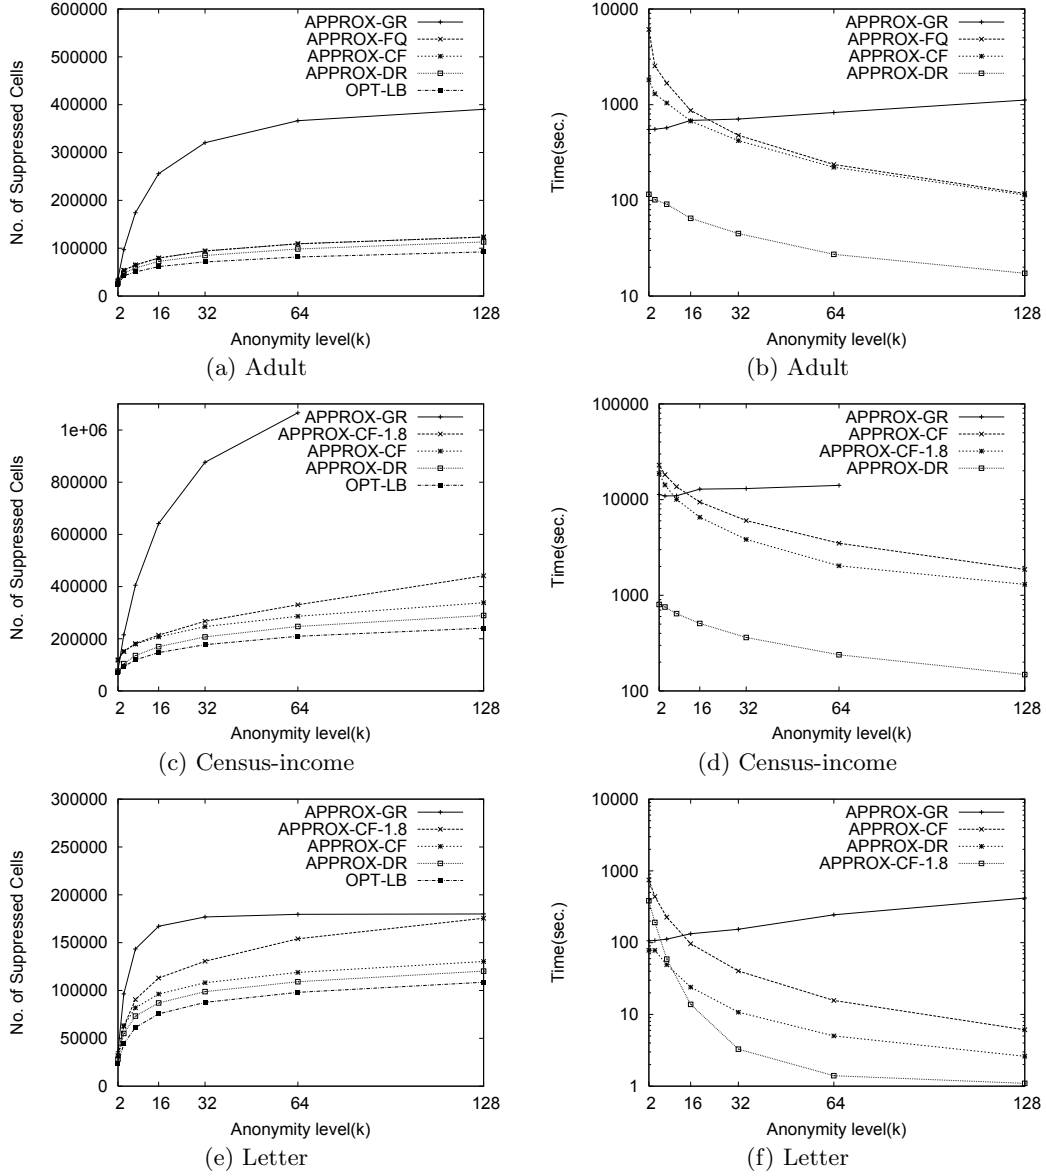 No. of Suppressed Cells
600000
500000
400000
300000
200000
100000
0
2 16 32 64 128
Anonymity level(k)
APPROX-GR
APPROX-FQ
APPROX-CF
APPROX-DR
OPT-LB
(a) Adult
Time(sec.)
10000
1000
100
10
2 16 32 64 128
Anonymity level(k)
APPROX-GR
APPROX-FQ
APPROX-CF
APPROX-DR
(b) Adult
No. of Suppressed Cells
1e+06
800000
600000
400000
200000
0
2 16 32 64 128
Anonymity level(k)
APPROX-GR
APPROX-CF-1.8
APPROX-CF
APPROX-DR
OPT-LB
(c) Census-income
Time(sec.)
100000
10000
1000
100
2 16 32 64 128
Anonymity level(k)
APPROX-GR
APPROX-CF
APPROX-CF-1.8
APPROX-DR
(d) Census-income
No. of Suppressed Cells
300000
250000
200000
150000
100000
50000
0
2 16 32 64 128
Anonymity level(k)
APPROX-GR
APPROX-CF-1.8
APPROX-CF
APPROX-DR
OPT-LB
(e) Letter
Time(sec.)
10000
1000
100
10
1
2 16 32 64 128
Anonymity level(k)
APPROX-GR
APPROX-CF
APPROX-DR
APPROX-CF-1.8
(f) Letter